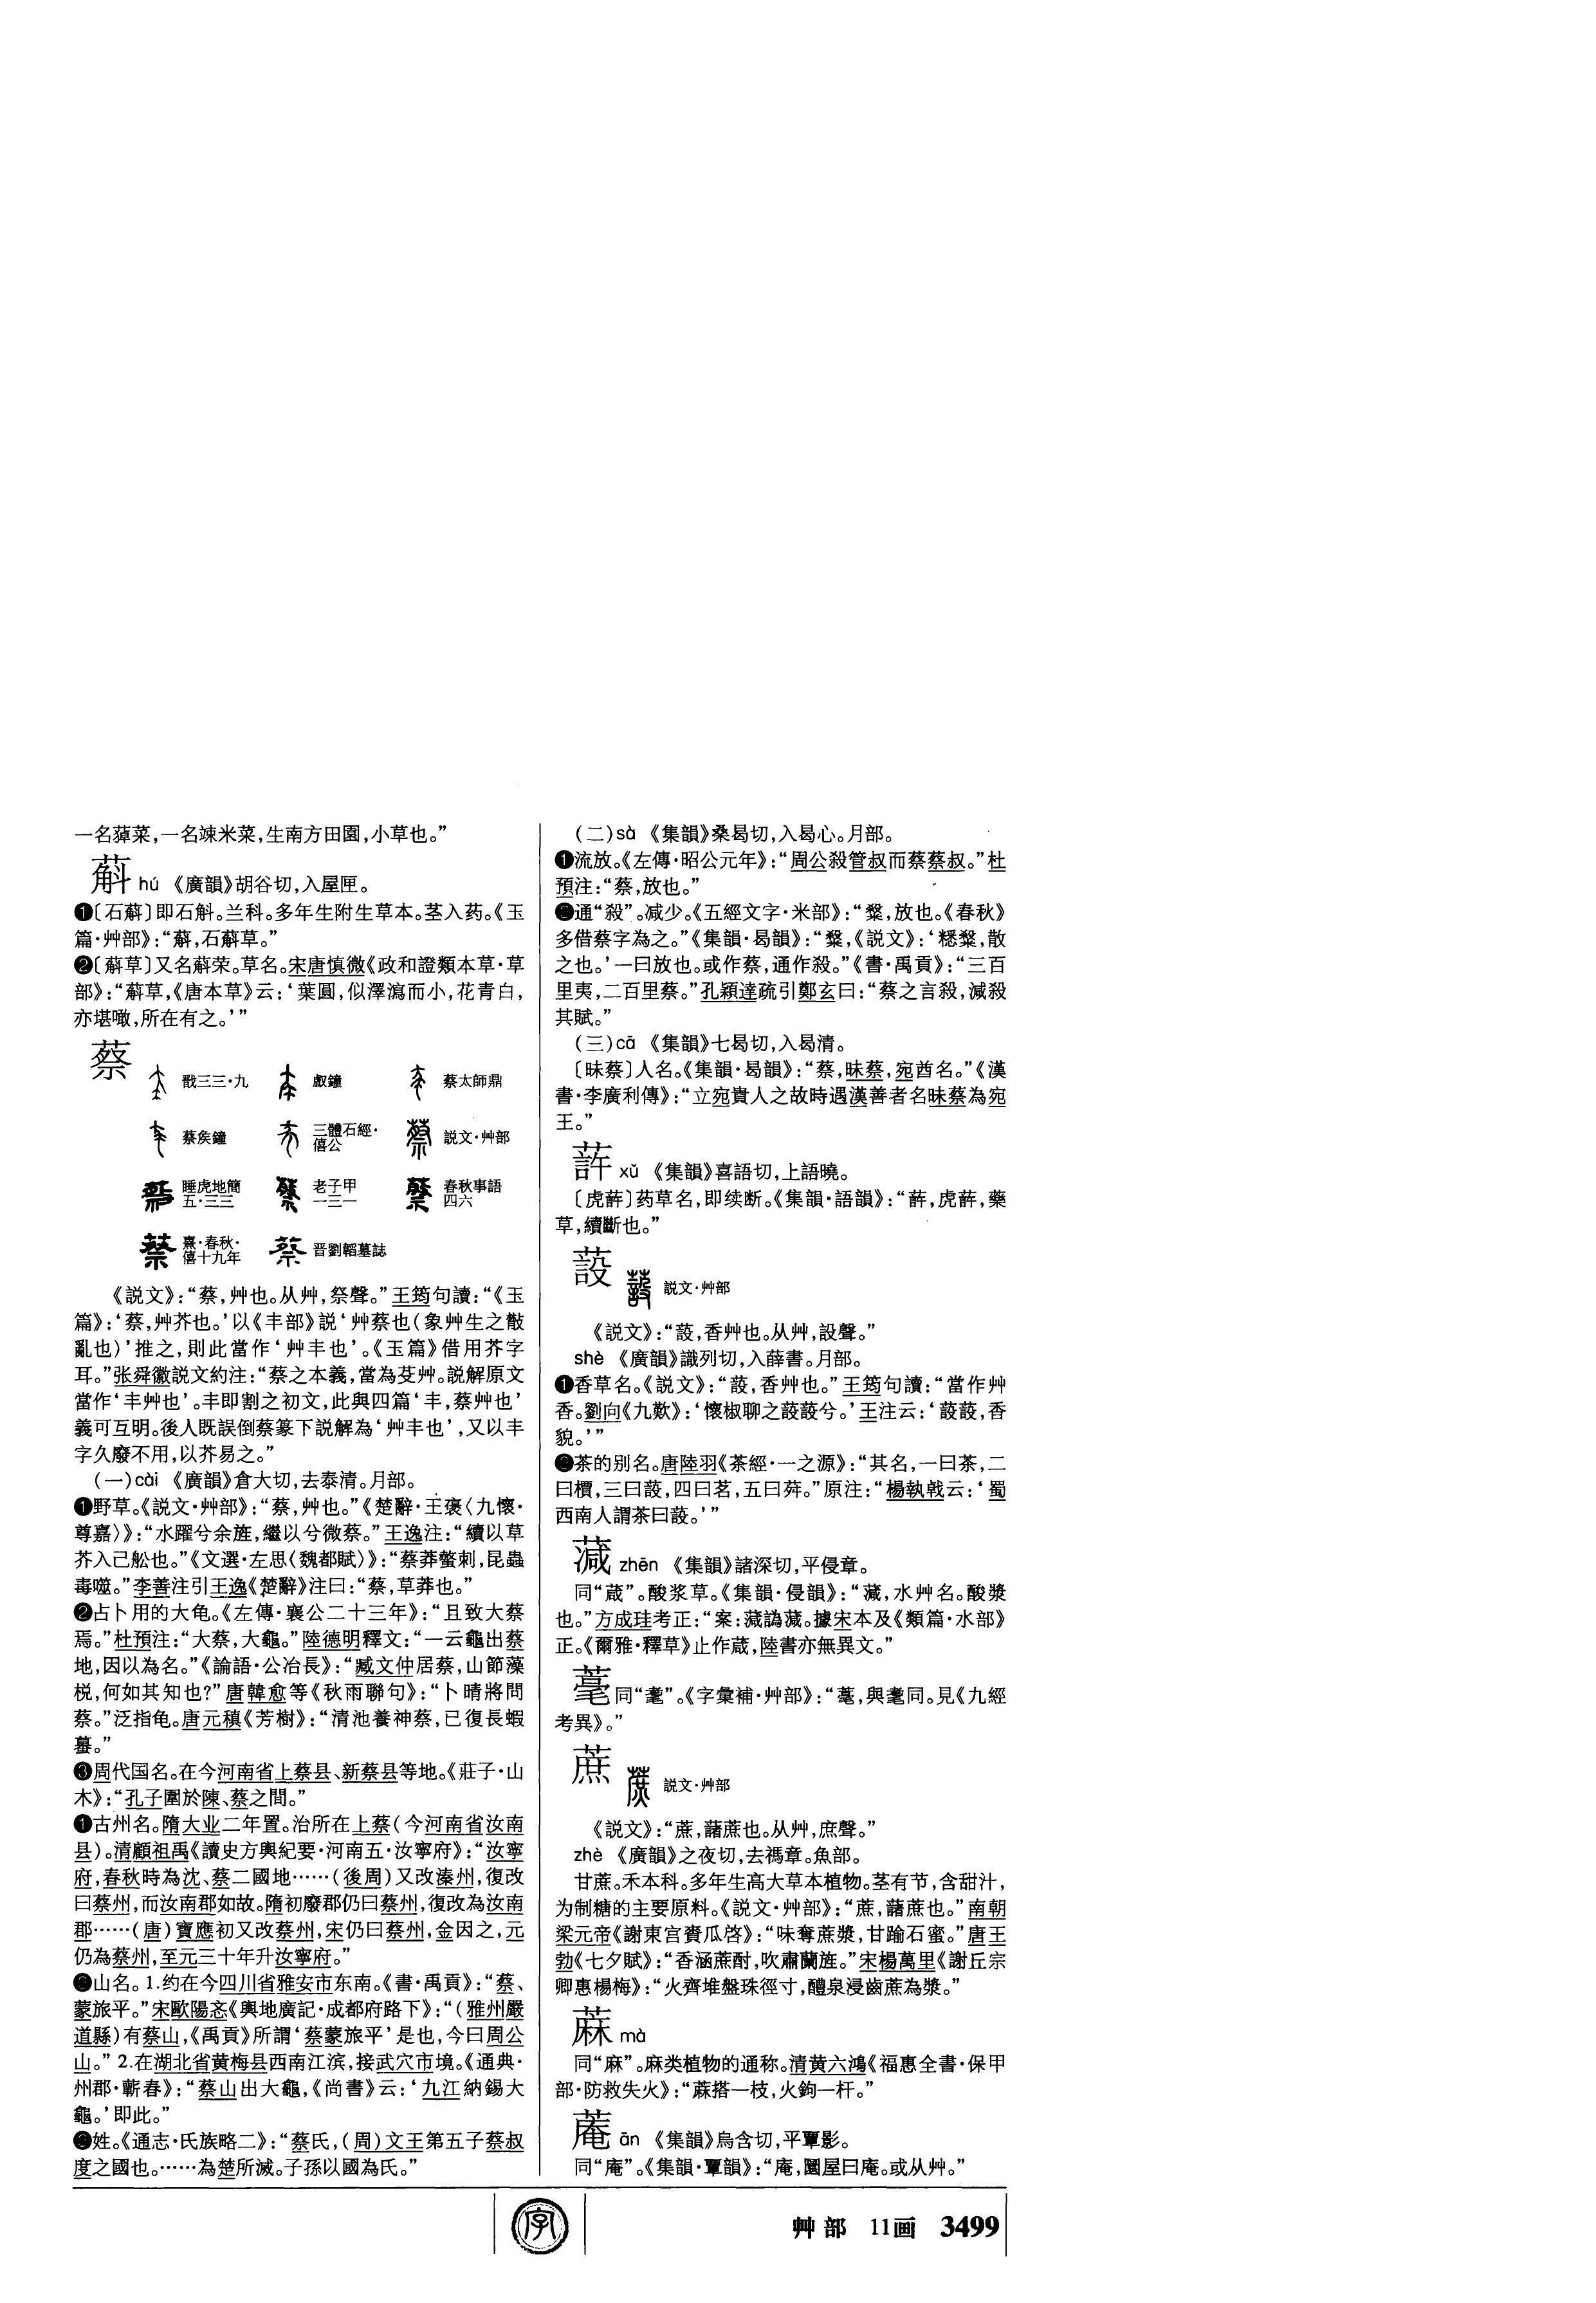 一名蔊菜，一名竦米菜，生南方田園，小草也。”
蔛 hú 《廣韻》胡谷切，入屋匣。
❶〔石蔛〕即石斛。兰科。多年生附生草本。茎入药。《玉
篇·艸部》：“蔛，石蔛草。”
❷〔蔛草〕又名蔛荣。草名。宋唐慎微《政和證類本草·草
部》：“蔛草，《唐本草》云：‘葉圓，似澤瀉而小，花青白，
亦堪噉，所在有之。’”
蔡
戬三三·九 𠭯鐘 蔡太師鼎
蔡矦鐘 三體石經·僖公 説文·艸部
睡虎地簡五·三三 老子甲一三一 春秋事語四六
熹·春秋·僖十九年 晋劉韜墓誌
《説文》：“蔡，艸也。从艸，祭聲。”王筠句讀：“《玉
篇》：‘蔡，艸芥也。’以《丰部》説‘艸蔡也（象艸生之散
亂也）’推之，則此當作‘艸丰也’。《玉篇》借用芥字
耳。”张舜徽説文約注：“蔡之本義，當為芟艸。説解原文
當作‘丰艸也’。丰即割之初文，此與四篇‘丰，蔡艸也’
義可互明。後人既誤倒蔡篆下説解為‘艸丰也’，又以丰
字久廢不用，以芥易之。”
（一）cài 《廣韻》倉大切，去泰清。月部。
❶野草。《説文·艸部》：“蔡，艸也。”《楚辭·王褒〈九懷·
尊嘉〉》：“水躍兮余旌，繼以兮微蔡。”王逸注：“續以草
芥入己舩也。”《文選·左思〈魏都賦〉》：“蔡莽螫刺，昆蟲
毒噬。”李善注引王逸《楚辭》注曰：“蔡，草莽也。”
❷占卜用的大龟。《左傳·襄公二十三年》：“且致大蔡
焉。”杜預注：“大蔡，大龜。”陸德明釋文：“一云龜出蔡
地，因以為名。”《論語·公冶長》：“臧文仲居蔡，山節藻
梲，何如其知也？”唐韓愈等《秋雨聯句》：“卜晴將問
蔡。”泛指龟。唐元稹《芳樹》：“清池養神蔡，已復長蝦
蟇。”
❸周代国名。在今河南省上蔡县、新蔡县等地。《莊子·山
木》：“孔子圍於陳、蔡之間。”
❹古州名。隋大业二年置。治所在上蔡（今河南省汝南
县）。清顧祖禹《讀史方輿紀要·河南五·汝寧府》：“汝寧
府，春秋時為沈、蔡二國地……（後周）又改溱州，復改
曰蔡州，而汝南郡如故。隋初廢郡仍曰蔡州，復改為汝南
郡……（唐）寶應初又改蔡州，宋仍曰蔡州，金因之，元
仍為蔡州，至元三十年升汝寧府。”
❺山名。1.约在今四川省雅安市东南。《書·禹貢》：“蔡、
蒙旅平。”宋歐陽忞《輿地廣記·成都府路下》：“（雅州嚴
道縣）有蔡山，《禹貢》所謂‘蔡蒙旅平’是也，今曰周公
山。”2.在湖北省黄梅县西南江滨，接武穴市境。《通典·
州郡·蘄春》：“蔡山出大龜，《尚書》云：‘九江納錫大
龜。’即此。”
❻姓。《通志·氏族略二》：“蔡氏，（周）文王第五子蔡叔
度之國也。……為楚所滅。子孫以國為氏。”
（二）sà 《集韻》桑曷切，入曷心。月部。
❶流放。《左傳·昭公元年》：“周公殺管叔而蔡蔡叔。”杜
預注：“蔡，放也。”
❷通“殺”。减少。《五經文字·米部》：“䊛，放也。《春秋》
多借蔡字為之。”《集韻·曷韻》：“䊛，《説文》：‘𥻦䊛，散
之也。’一曰放也。或作蔡，通作殺。”《書·禹貢》：“三百
里夷，二百里蔡。”孔穎達疏引鄭玄曰：“蔡之言殺，減殺
其賦。”
（三）cā 《集韻》七曷切，入曷清。
〔昧蔡〕人名。《集韻·曷韻》：“蔡，昧蔡，宛酋名。”《漢
書·李廣利傳》：“立宛貴人之故時遇漢善者名昧蔡為宛
王。”
䔓 xǔ 《集韻》喜語切，上語曉。
〔虎䔓〕药草名，即续断。《集韻·語韻》：“䔓，虎䔓，藥
草，續斷也。”
蔎
説文·艸部
《説文》：“蔎，香艸也。从艸，設聲。”
shè 《廣韻》識列切，入薛書。月部。
❶香草名。《説文》：“蔎，香艸也。”王筠句讀：“當作艸
香。劉向《九歎》：‘懷椒聊之蔎蔎兮。’王注云：‘蔎蔎，香
貌。’”
❷茶的别名。唐陸羽《茶經·一之源》：“其名，一曰茶，二
曰檟，三曰蔎，四曰茗，五曰荈。”原注：“楊執戟云：‘蜀
西南人謂茶曰蔎。’”
𦸯 zhēn 《集韻》諸深切，平侵章。
同“葴”。酸浆草。《集韻·侵韻》：“𦸯，水艸名。酸漿
也。”方成珪考正：“案：𦸯譌𦸯。據宋本及《類篇·水部》
正。《爾雅·釋草》止作葴，陸書亦無異文。”
蓻同“耄”。《字彙補·艸部》：“蓻，與耄同。見《九經
考異》。”
蔗
説文·艸部
《説文》：“蔗，藷蔗也。从艸，庶聲。”
zhè 《廣韻》之夜切，去禡章。魚部。
甘蔗。禾本科。多年生高大草本植物。茎有节，含甜汁，
为制糖的主要原料。《説文·艸部》：“蔗，藷蔗也。”南朝
梁元帝《謝東宫賚瓜啓》：“味奪蔗漿，甘踰石蜜。”唐王
勃《七夕賦》：“香涵蔗酎，吹肅蘭旌。”宋楊萬里《謝丘宗
卿惠楊梅》：“火齊堆盤珠徑寸，醴泉浸齒蔗為漿。”
蔴 mà
同“麻”。麻类植物的通称。清黄六鴻《福惠全書·保甲
部·防救失火》：“蔴搭一枝，火鉤一杆。”
蓭 ān 《集韻》烏含切，平覃影。
同“庵”。《集韻·覃韻》：“庵，圜屋曰庵。或从艸。”
字
艸部 11画 3499